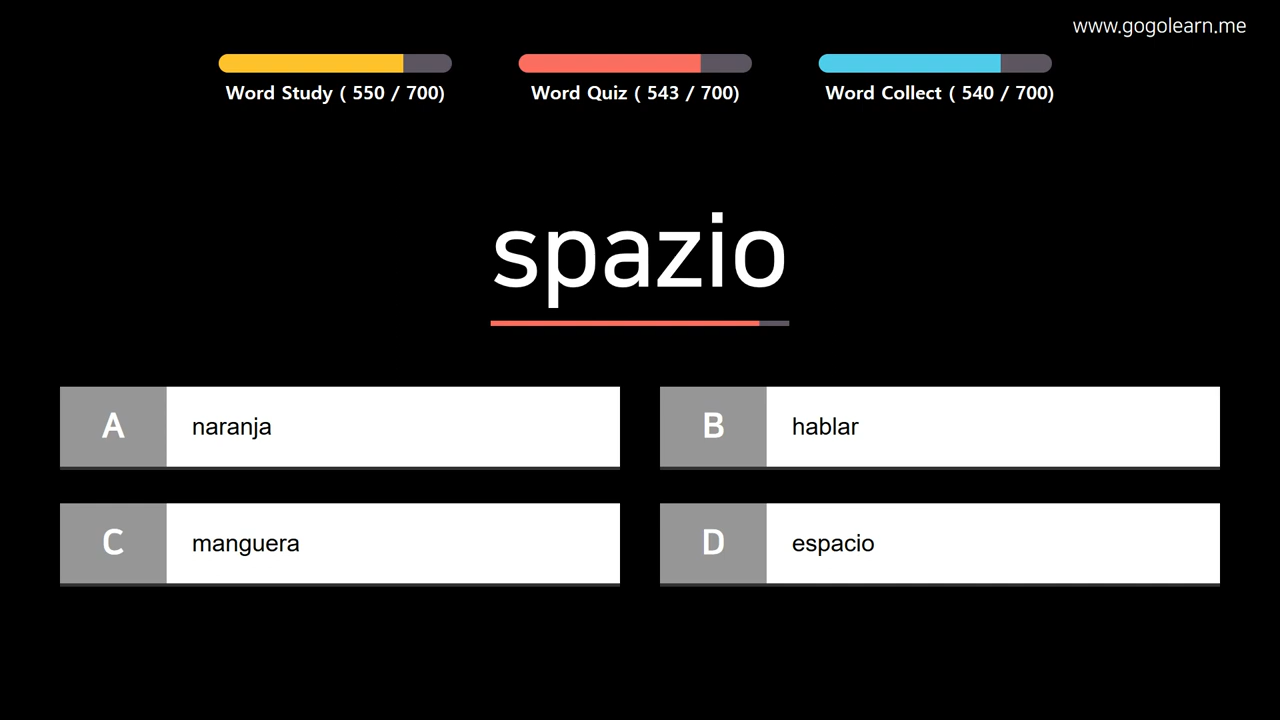 www.gogolearn.me
Word Study ( 550 / 700)
Word Quiz ( 543 / 700)
Word Collect ( 540 / 700)
spazio
A naranja
B hablar
C manguera
D espacio